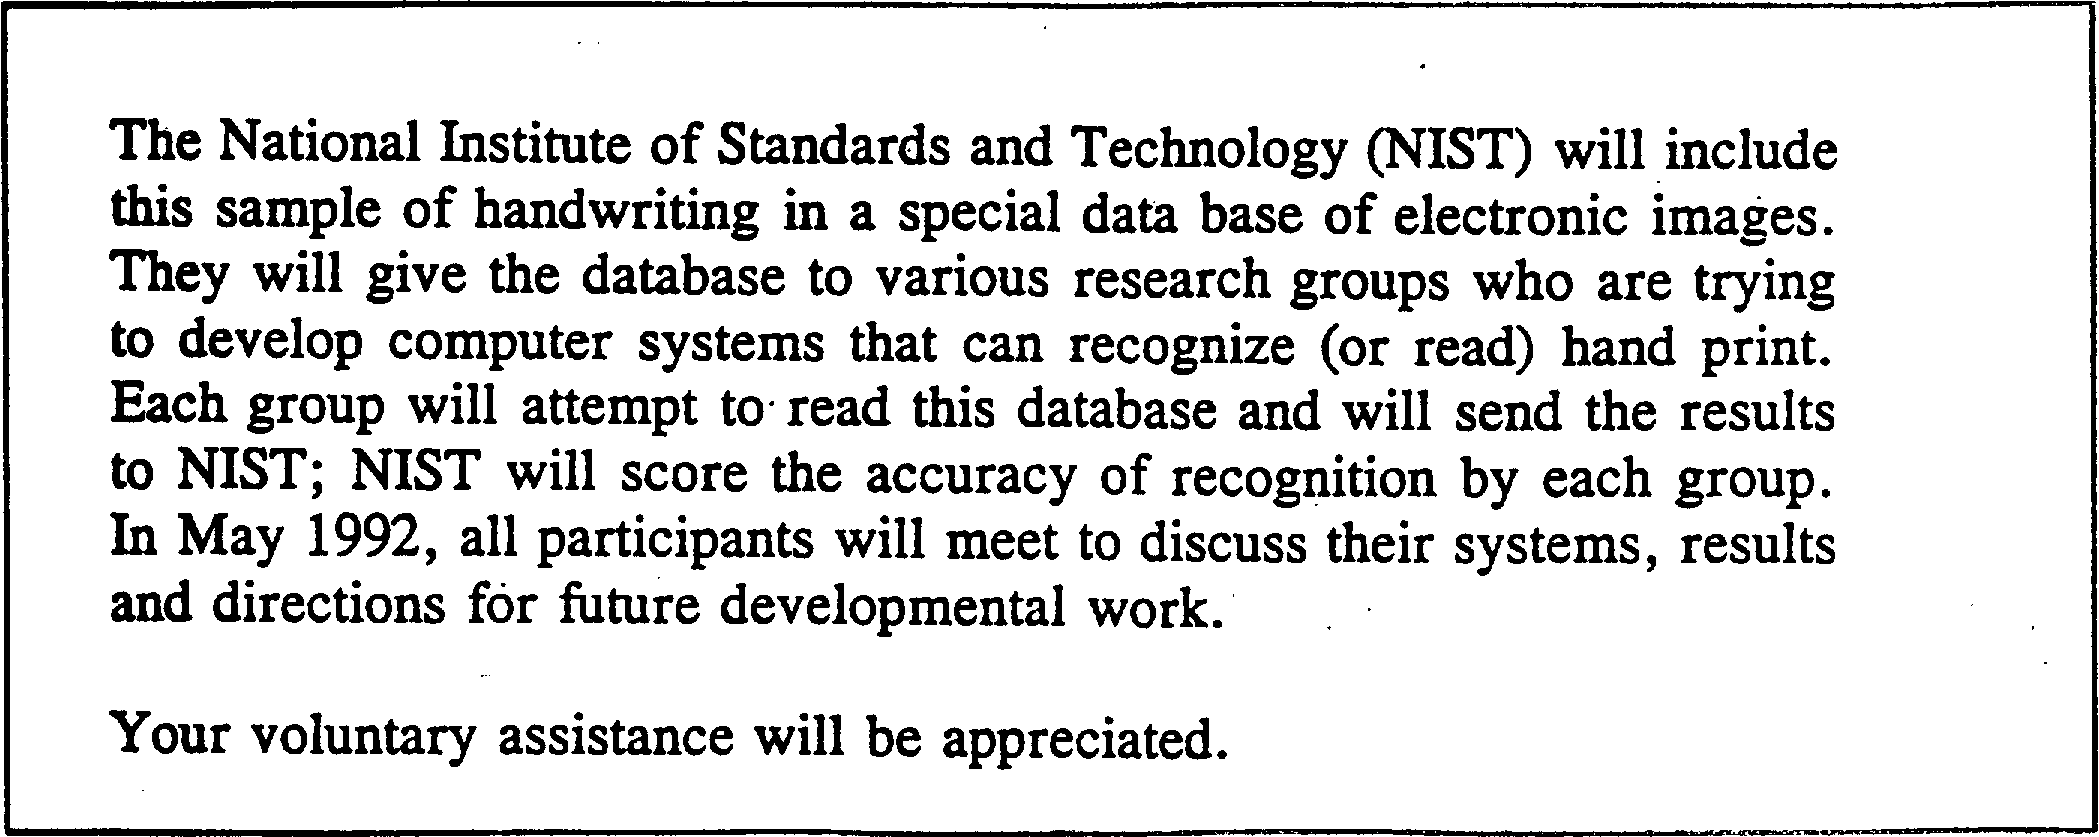 The National Institute of Standards and Technology (NIST) will include
this sample of handwriting in a special data base of electronic images.
They will give the database to various research groups who are trying
to develop computer systems that can recognize (or read) hand print.
Each group will attempt to read this database and will send the results
to NIST; NIST will score the accuracy of recognition by each group.
In May 1992, all participants will meet to discuss their systems, results
and directions for future developmental work.
Your voluntary assistance will be appreciated.